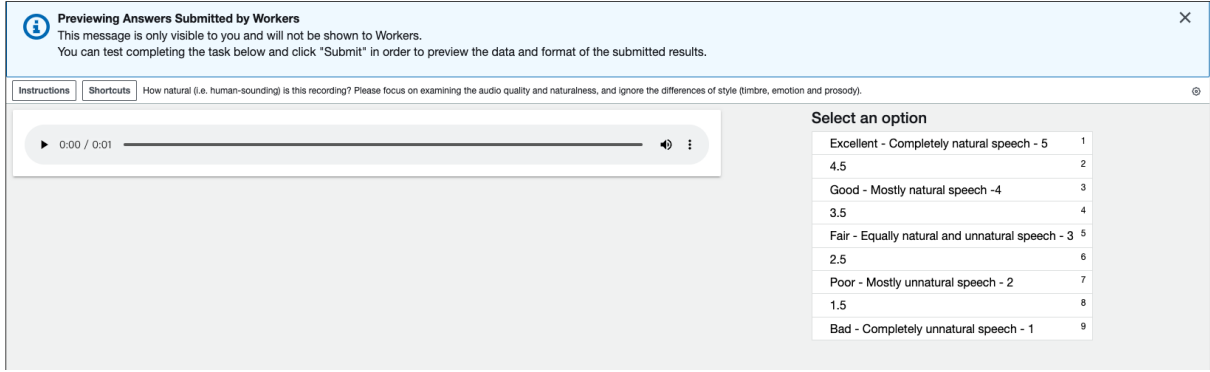 Previewing Answers Submitted by Workers
This message is only visible to you and will not be shown to Workers.
You can test completing the task below and click "Submit" in order to preview the data and format of the submitted results.
Instructions Shortcuts How natural (i.e. human-sounding) is this recording? Please focus on examining the audio quality and naturalness, and ignore the differences of style (timbre, emotion and prosody).
0:00 / 0:01
Select an option
Excellent - Completely natural speech - 5 1
4.5 2
Good - Mostly natural speech -4 3
3.5 4
Fair - Equally natural and unnatural speech - 3 5
2.5 6
Poor - Mostly unnatural speech - 2 7
1.5 8
Bad - Completely unnatural speech - 1 9